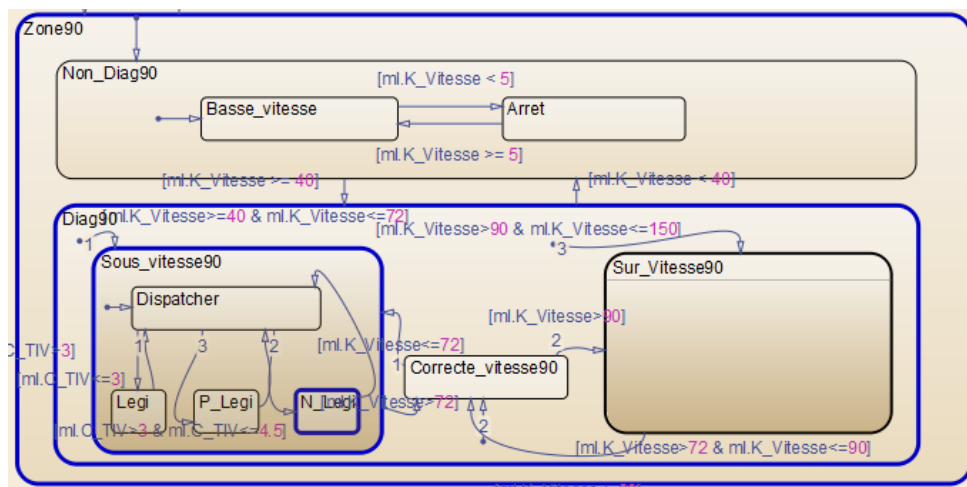 Zone90
Non_Diag90
[ml.K_Vitesse < 5]
Basse_vitesse
Arret
[ml.K_Vitesse >= 5]
[ml.K_Vitesse >= 40]
[ml.K_Vitesse < 40]
Diag90
[ml.K_Vitesse>=40 & ml.K_Vitesse<=72]
[ml.K_Vitesse>90 & ml.K_Vitesse<=150]
1
3
Sous_vitesse90
Sur_Vitesse90
Dispatcher
[ml.K_Vitesse>90]
1
3
2
[ml.K_Vitesse<=72]
2
C_TIV>3]
1
Correcte_vitesse90
[ml.C_TIV<=3]
Legi
P_Legi
N_Legi
[ml.K_Vitesse>72]
[ml.C_TIV>3 & ml.C_TIV<=4.5]
2
[ml.K_Vitesse>72 & ml.K_Vitesse<=90]